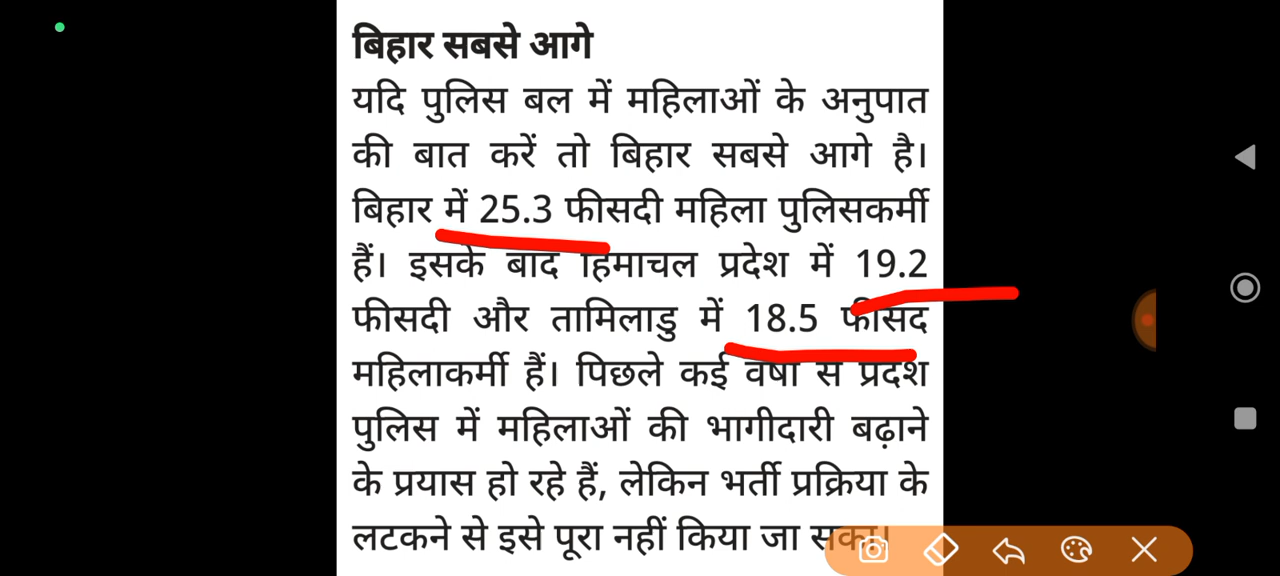 बिहार सबसे आगे
यदि पुलिस बल में महिलाओं के अनुपात
की बात करें तो बिहार सबसे आगे है।
बिहार में 25.3 फीसदी महिला पुलिसकर्मी
हैं। इसके बाद हिमाचल प्रदेश में 19.2
फीसदी और तामिलाडु में 18.5 फीसद
महिलाकर्मी हैं। पिछले कई वर्षों से प्रदेश
पुलिस में महिलाओं की भागीदारी बढ़ाने
के प्रयास हो रहे हैं, लेकिन भर्ती प्रक्रिया के
लटकने से इसे पूरा नहीं किया जा सका।